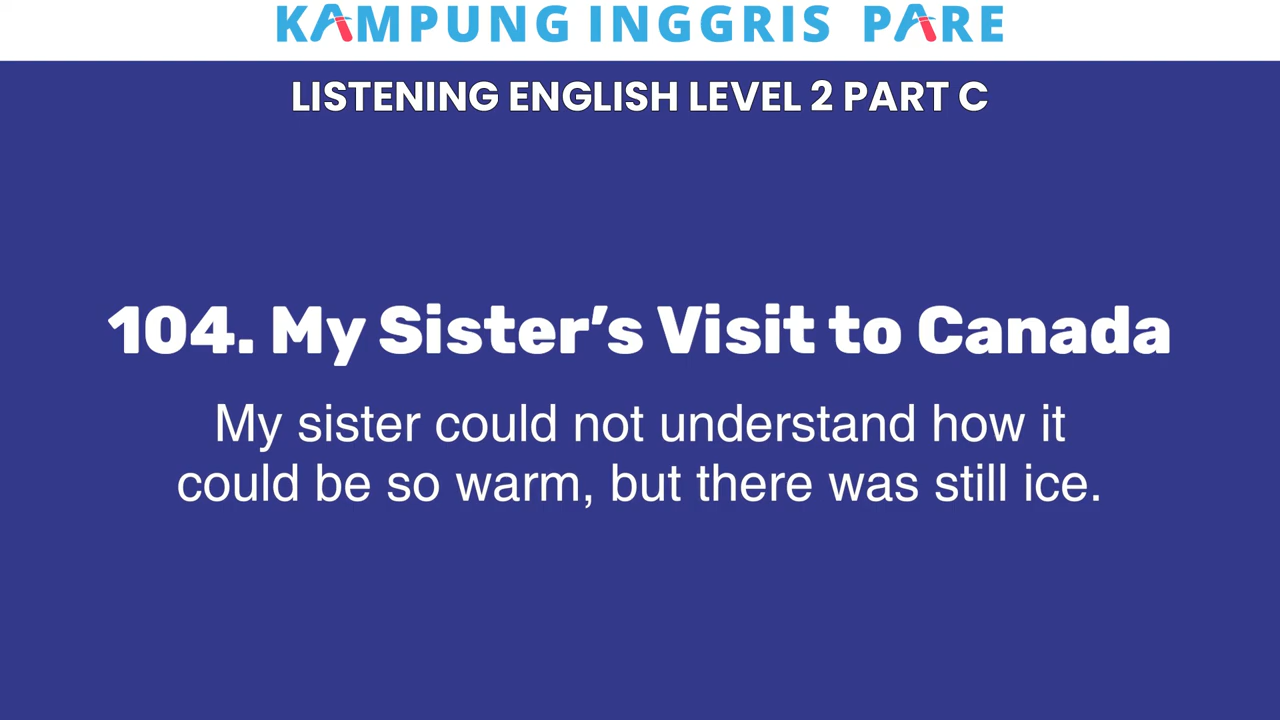 KAMPUNG INGGRIS PARE
LISTENING ENGLISH LEVEL 2 PART C
104. My Sister’s Visit to Canada
My sister could not understand how it
could be so warm, but there was still ice.